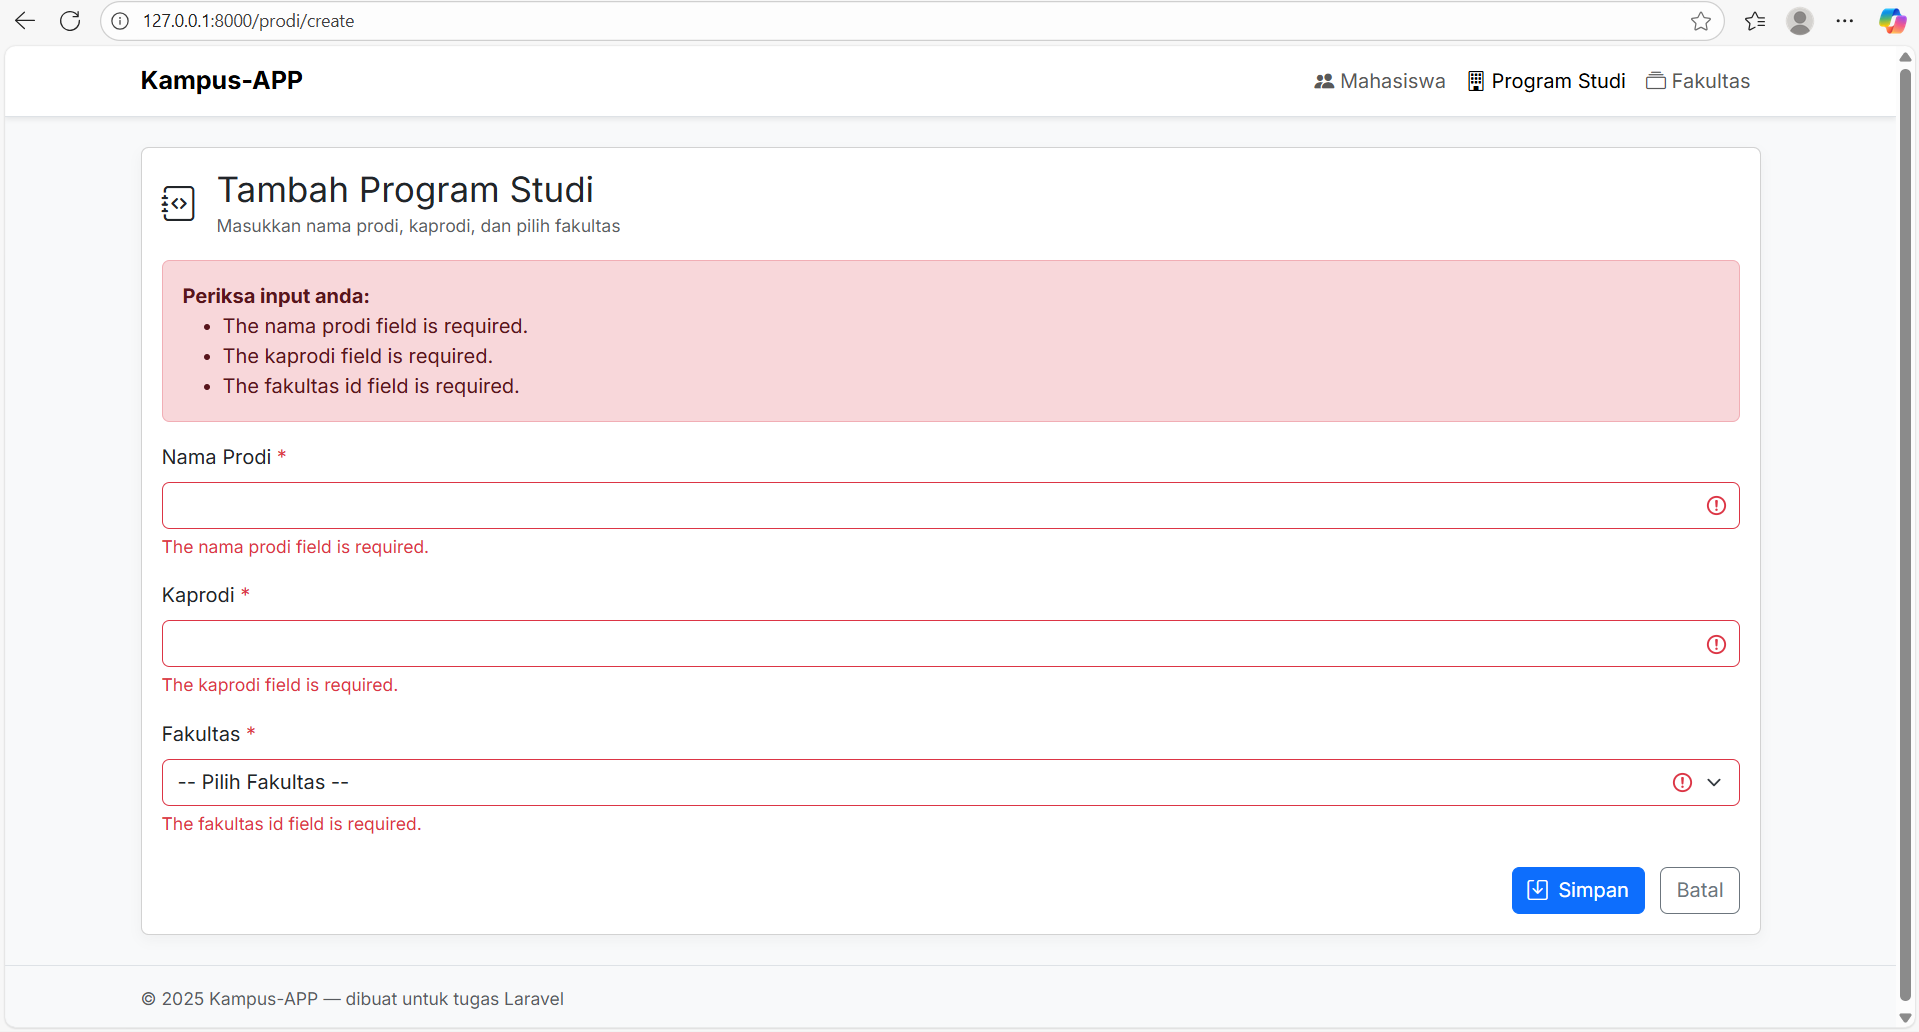 127.0.0.1:8000/prodi/create
Kampus-APP
Mahasiswa
Program Studi
Fakultas
Tambah Program Studi
Masukkan nama prodi, kaprodi, dan pilih fakultas
Periksa input anda:
• The nama prodi field is required.
• The kaprodi field is required.
• The fakultas id field is required.
Nama Prodi *
The nama prodi field is required.
Kaprodi *
The kaprodi field is required.
Fakultas *
-- Pilih Fakultas --
The fakultas id field is required.
Simpan
Batal
© 2025 Kampus-APP — dibuat untuk tugas Laravel